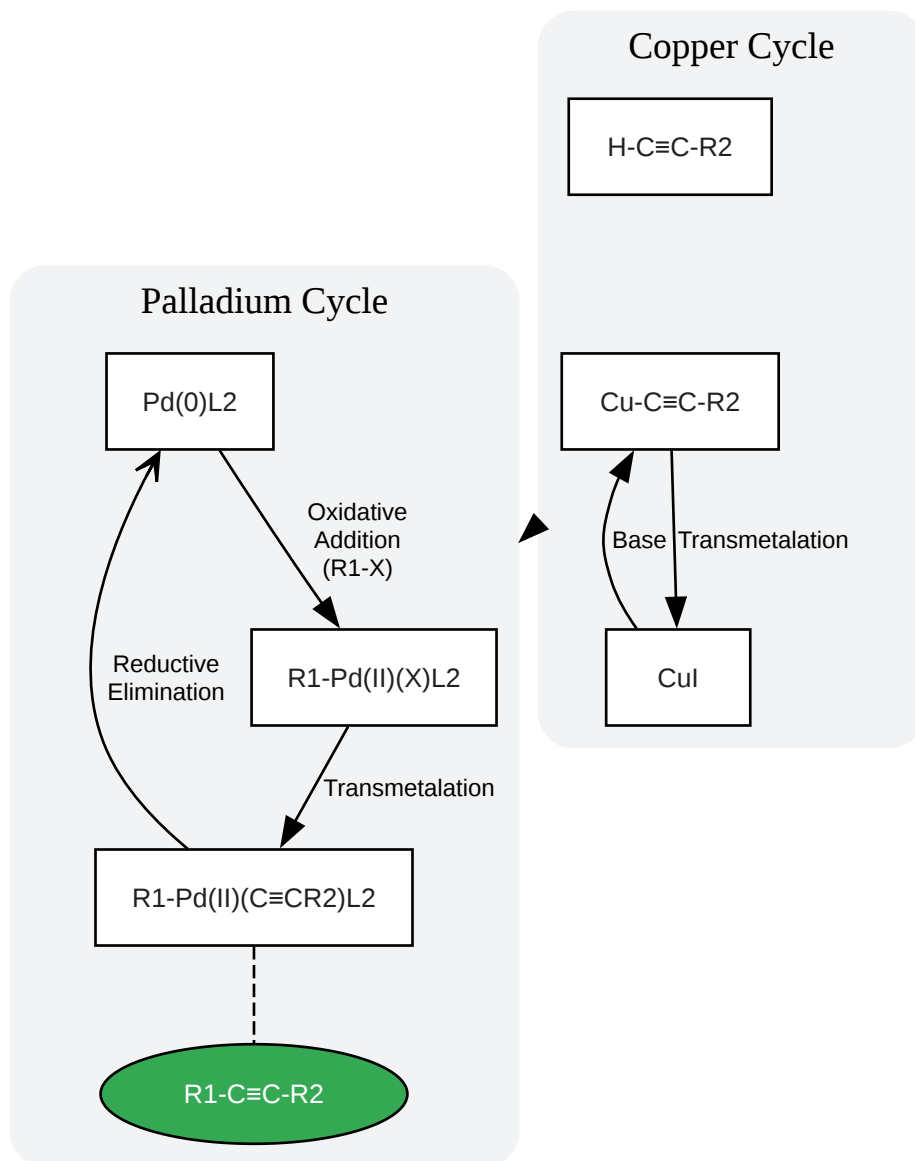 Copper Cycle
H-C≡C-R2
Palladium Cycle
Pd(0)L2
Cu-C≡C-R2
Oxidative
Addition
(R1-X)
Base
Transmetalation
Reductive
Elimination
R1-Pd(II)(X)L2
CuI
Transmetalation
R1-Pd(II)(C≡CR2)L2
R1-C≡C-R2